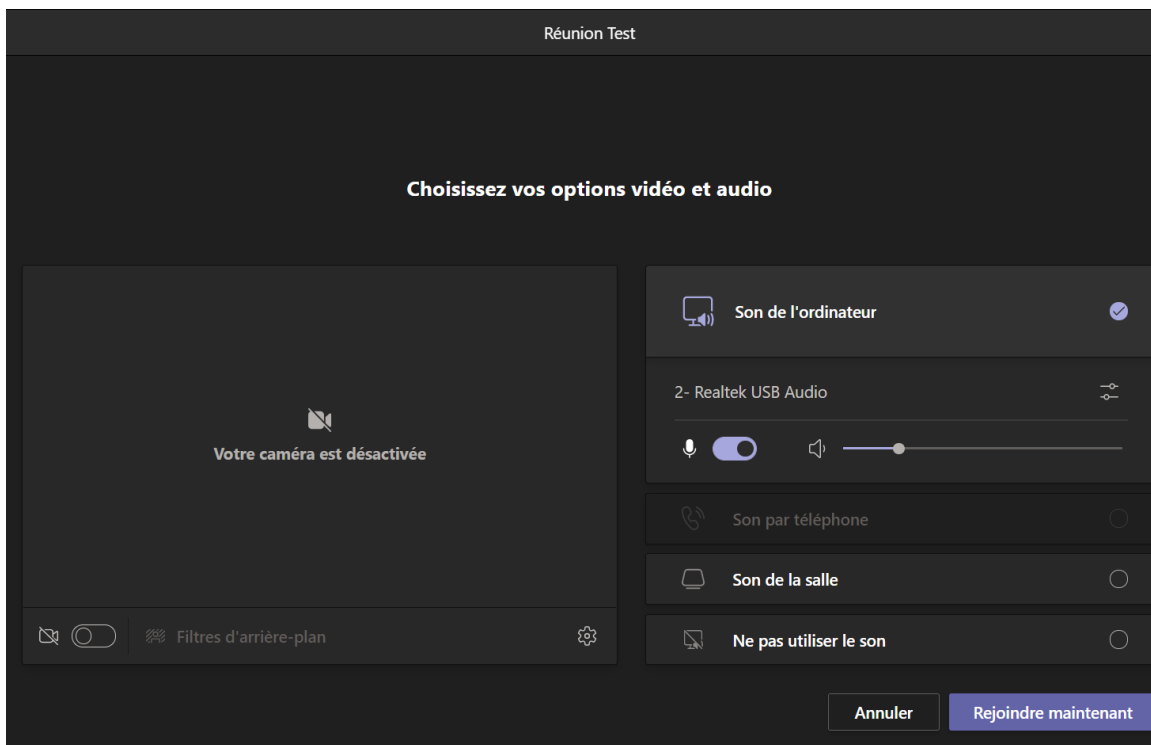 Réunion Test
Choisissez vos options vidéo et audio
Votre caméra est désactivée
Filtres d'arrière-plan
Son de l'ordinateur
2- Realtek USB Audio
Son par téléphone
Son de la salle
Ne pas utiliser le son
Annuler
Rejoindre maintenant